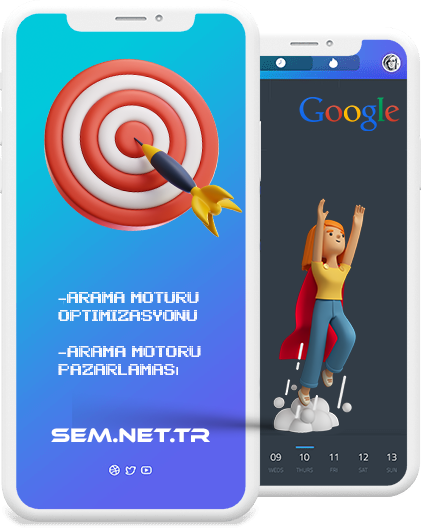 -ARAMA MOTURU
OPTIMIZASYONU
-ARAMA MOTORU
PAZARLAMASı
SEM.NET.TR
Google
09 10 11 12 13
WEDS THURS FRI SAT SUN